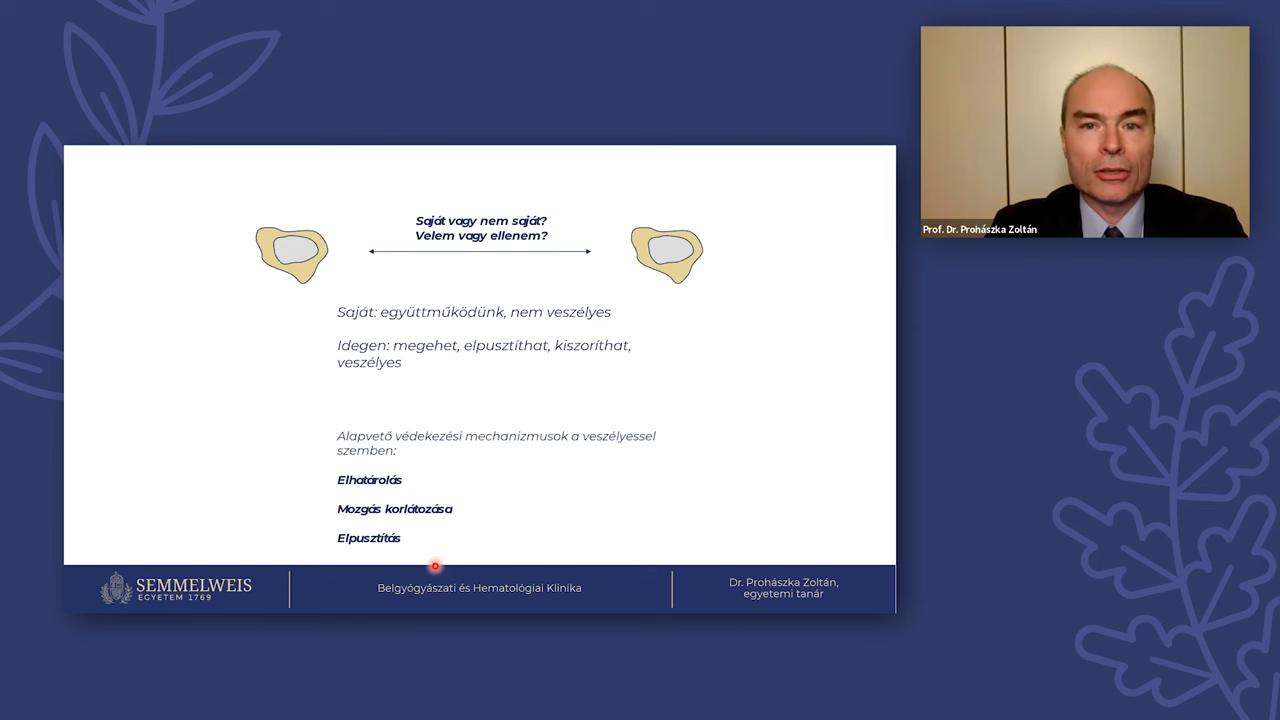 Saját vagy nem saját?
Velem vagy ellenem?
Saját: együttműködünk, nem veszélyes
Idegen: megehet, elpusztíthat, kiszoríthat,
veszélyes
Alapvető védekezési mechanizmusok a veszélyessel
szemben:
Elhatárolás
Mozgás korlátozása
Elpusztítás
SEMMELWEIS
EGYETEM 1769
Belgyógyászati és Hematológiai Klinika
Dr. Prohászka Zoltán,
egyetemi tanár
Prof. Dr. Prohászka Zoltán